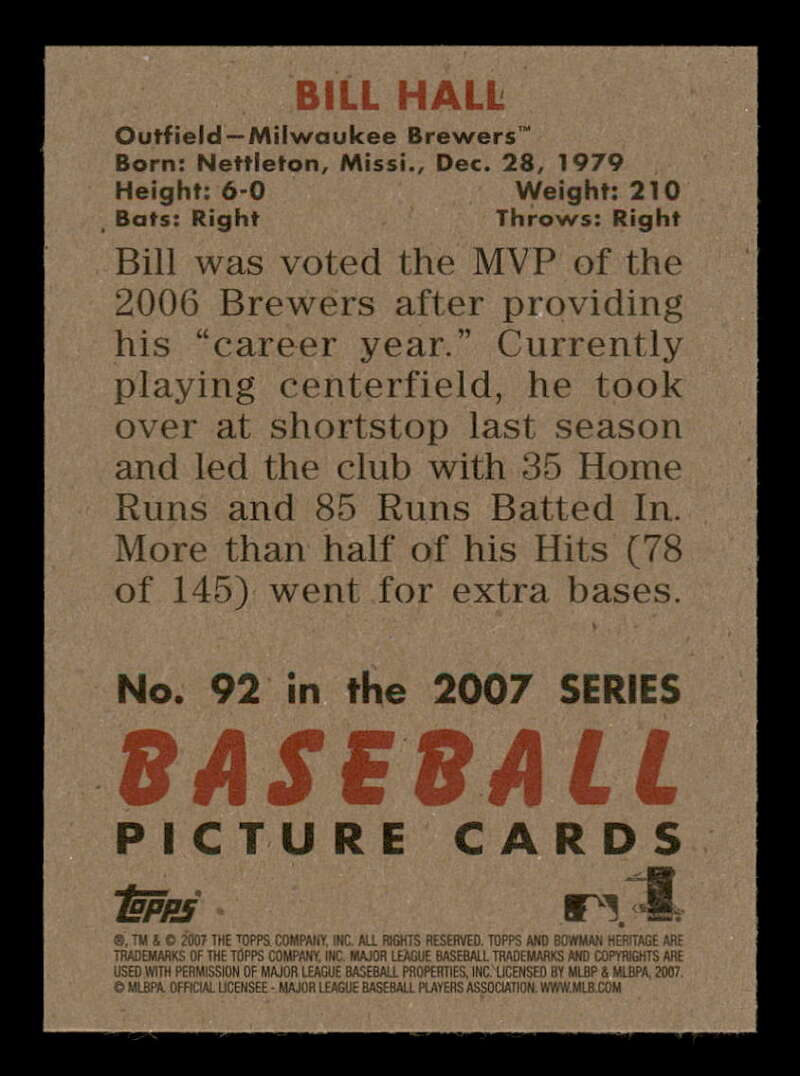 BILL HALL
Outfield—Milwaukee Brewers™
Born: Nettleton, Missi., Dec. 28, 1979
Height: 6-0 Weight: 210
Bats: Right Throws: Right
Bill was voted the MVP of the
2006 Brewers after providing
his “career year.” Currently
playing centerfield, he took
over at shortstop last season
and led the club with 35 Home
Runs and 85 Runs Batted In.
More than half of his Hits (78
of 145) went for extra bases.
No. 92 in the 2007 SERIES
BASEBALL
PICTURE CARDS
topps
®, TM & © 2007 THE TOPPS COMPANY, INC. ALL RIGHTS RESERVED. TOPPS AND BOWMAN HERITAGE ARE
TRADEMARKS OF THE TOPPS COMPANY, INC. MAJOR LEAGUE BASEBALL TRADEMARKS AND COPYRIGHTS ARE
USED WITH PERMISSION OF MAJOR LEAGUE BASEBALL PROPERTIES, INC. LICENSED BY MLBP & MLBPA, 2007.
© MLBPA. OFFICIAL LICENSEE - MAJOR LEAGUE BASEBALL PLAYERS ASSOCIATION. WWW.MLB.COM